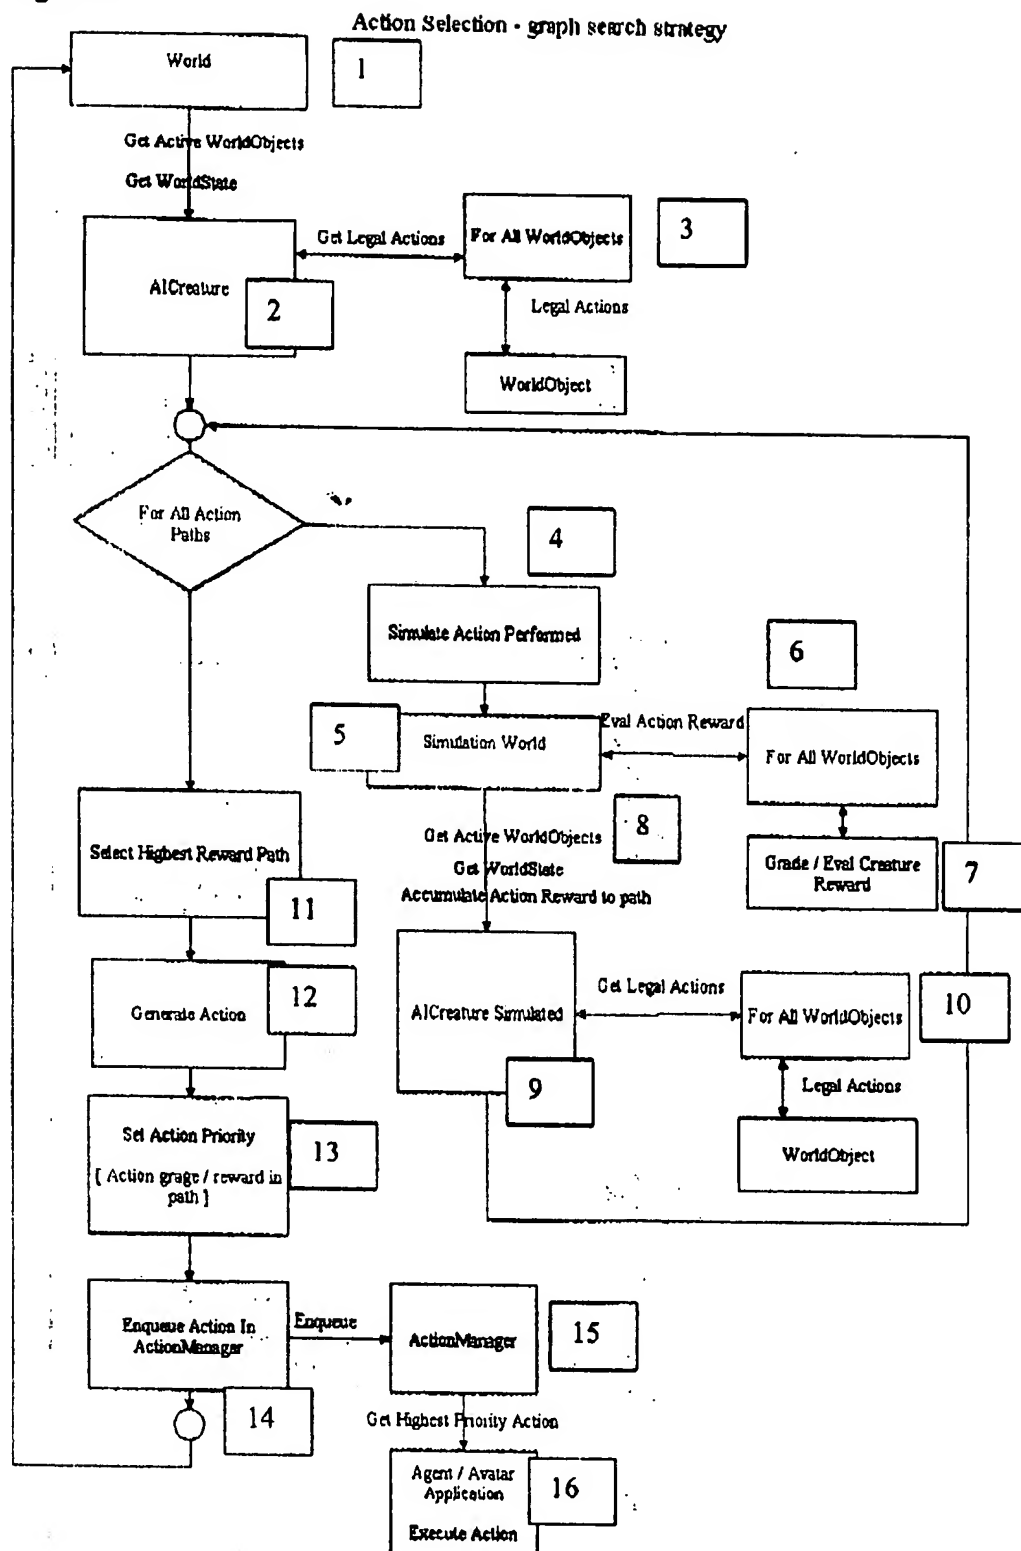 Action Selection - graph search strategy
World
1
Get Active WorldObjects
Get WorldState
AICreature
2
Get Legal Actions
For All WorldObjects
3
Legal Actions
WorldObject
For All Action
Paths
4
Simulate Action Performed
6
5
Simulation World
Eval Action Reward
For All WorldObjects
Get Active WorldObjects
8
Get WorldState
Accumulate Action Reward to path
Grade / Eval Creature
Reward
7
Select Highest Reward Path
11
Generate Action
12
AICreature Simulated
9
Get Legal Actions
For All WorldObjects
10
Legal Actions
WorldObject
Set Action Priority
[ Action grage / reward in
path ]
13
Enqueue Action In
ActionManager
14
Enqueue
ActionManager
15
Get Highest Priority Action
Agent / Avatar
Application
Execute Action
16